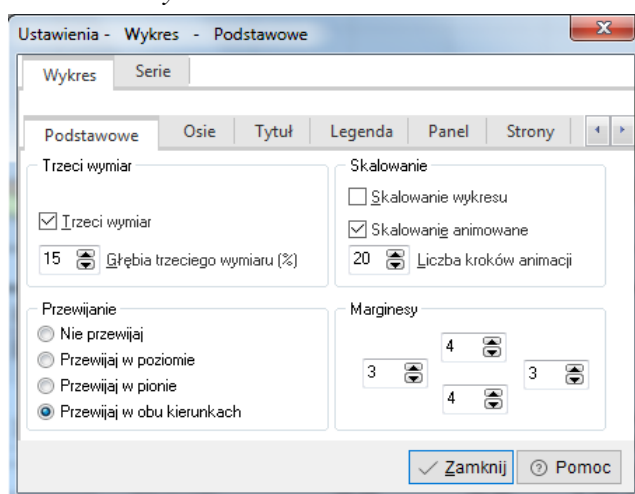 Ustawienia - Wykres - Podstawowe
Wykres Serie
Podstawowe Osie Tytuł Legenda Panel Strony
Trzeci wymiar
Trzeci wymiar
15 Głębia trzeciego wymiaru (%)
Skalowanie
Skalowanie wykresu
Skalowanie animowane
20 Liczba kroków animacji
Przewijanie
Nie przewijaj
Przewijaj w poziomie
Przewijaj w pionie
Przewijaj w obu kierunkach
Marginesy
4
3 3
4
Zamknij Pomoc